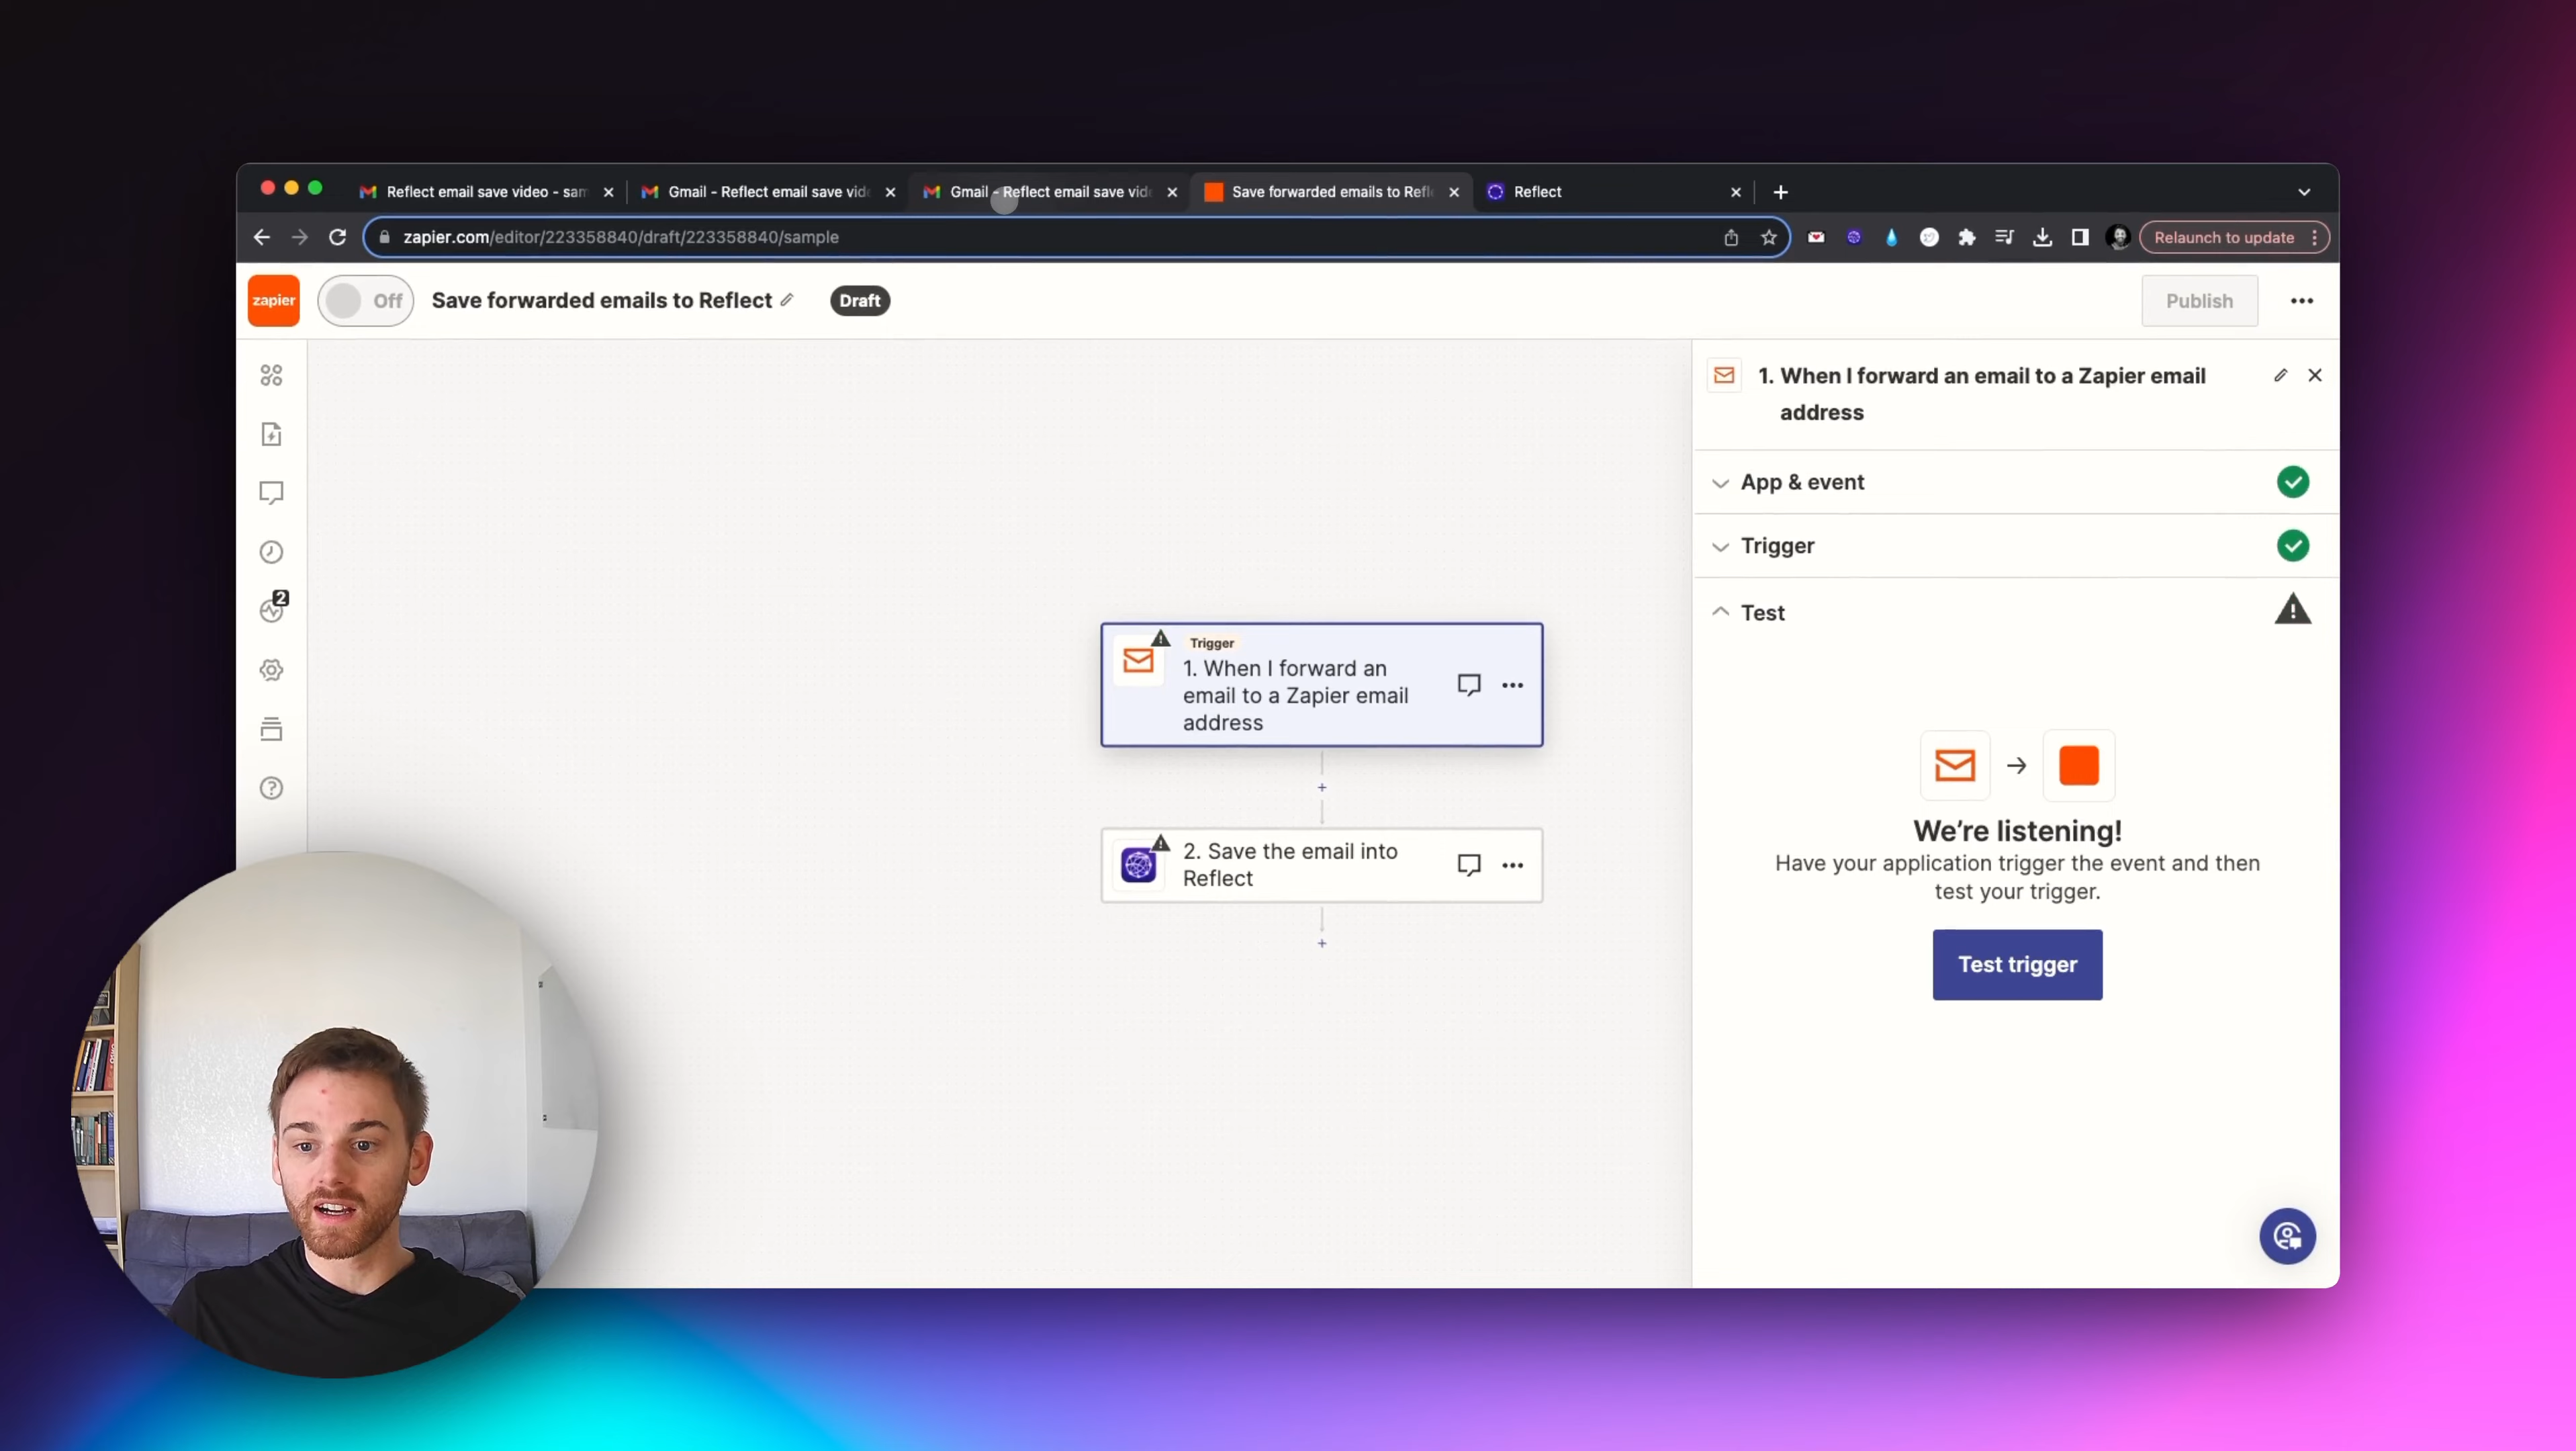 Reflect email save video - sam
Gmail - Reflect email save vid
Gmail - Reflect email save vid
Save forwarded emails to Refl
Reflect
zapier.com/editor/223358840/draft/223358840/sample
Relaunch to update
zapier
Off
Save forwarded emails to Reflect
Draft
Publish
1. When I forward an email to a Zapier email
address
App & event
Trigger
Test
2
Trigger
1. When I forward an
email to a Zapier email
address
2. Save the email into
Reflect
We're listening!
Have your application trigger the event and then
test your trigger.
Test trigger